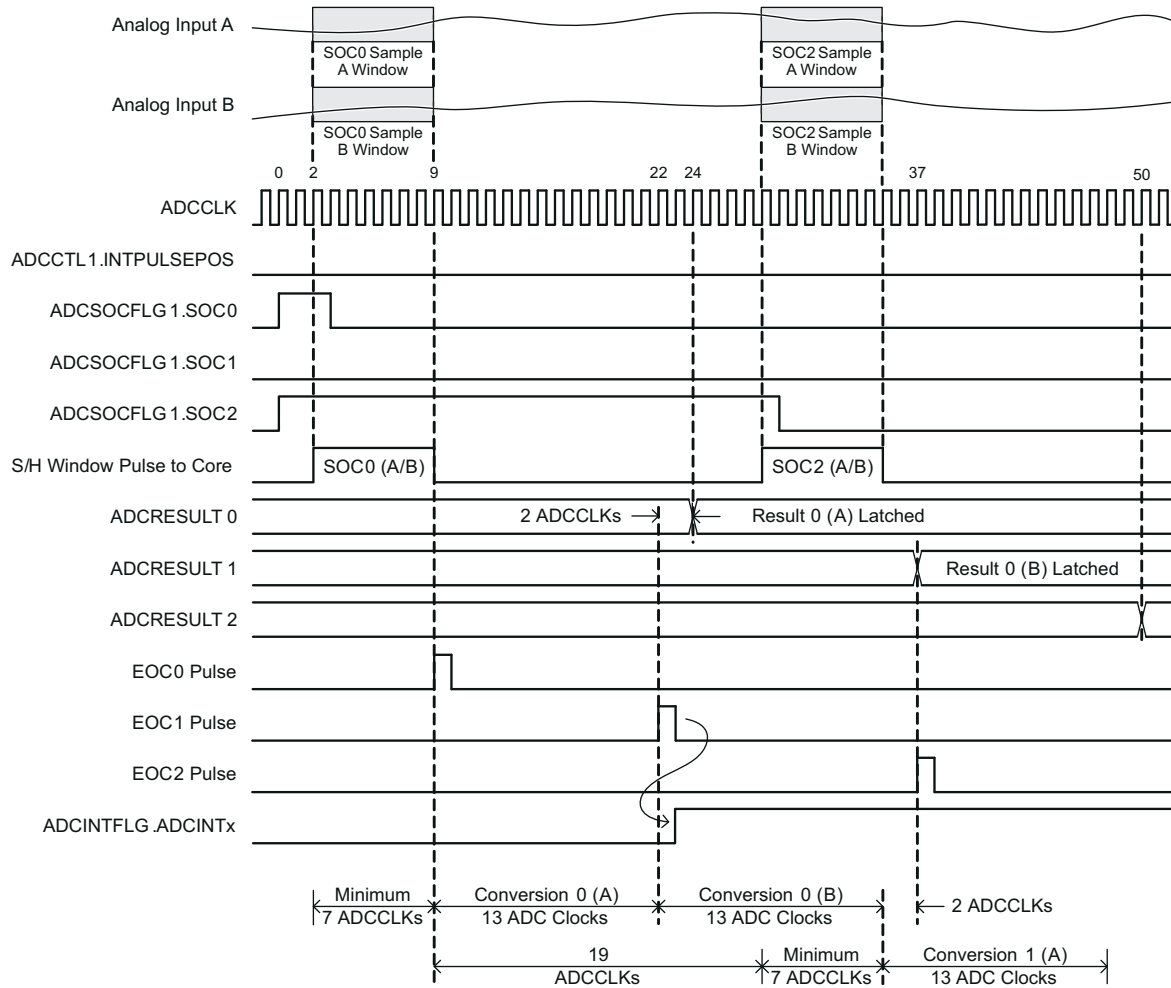 Analog Input A
SOC0 Sample
A Window
SOC2 Sample
A Window
Analog Input B
SOC0 Sample
B Window
SOC2 Sample
B Window
0 2 9 22 24 37 50
ADCCLK
ADCCTL1.INTPULSEPOS
ADCSOCFLG1.SOC0
ADCSOCFLG1.SOC1
ADCSOCFLG1.SOC2
S/H Window Pulse to Core
SOC0 (A/B)
SOC2 (A/B)
ADCRESULT 0
2 ADCCLKs
Result 0 (A) Latched
ADCRESULT 1
Result 0 (B) Latched
ADCRESULT 2
EOC0 Pulse
EOC1 Pulse
EOC2 Pulse
ADCINTFLG.ADCINTx
Minimum
7 ADCCLKs
Conversion 0 (A)
13 ADC Clocks
Conversion 0 (B)
13 ADC Clocks
2 ADCCLKs
19
ADCCLKs
Minimum
7 ADCCLKs
Conversion 1 (A)
13 ADC Clocks